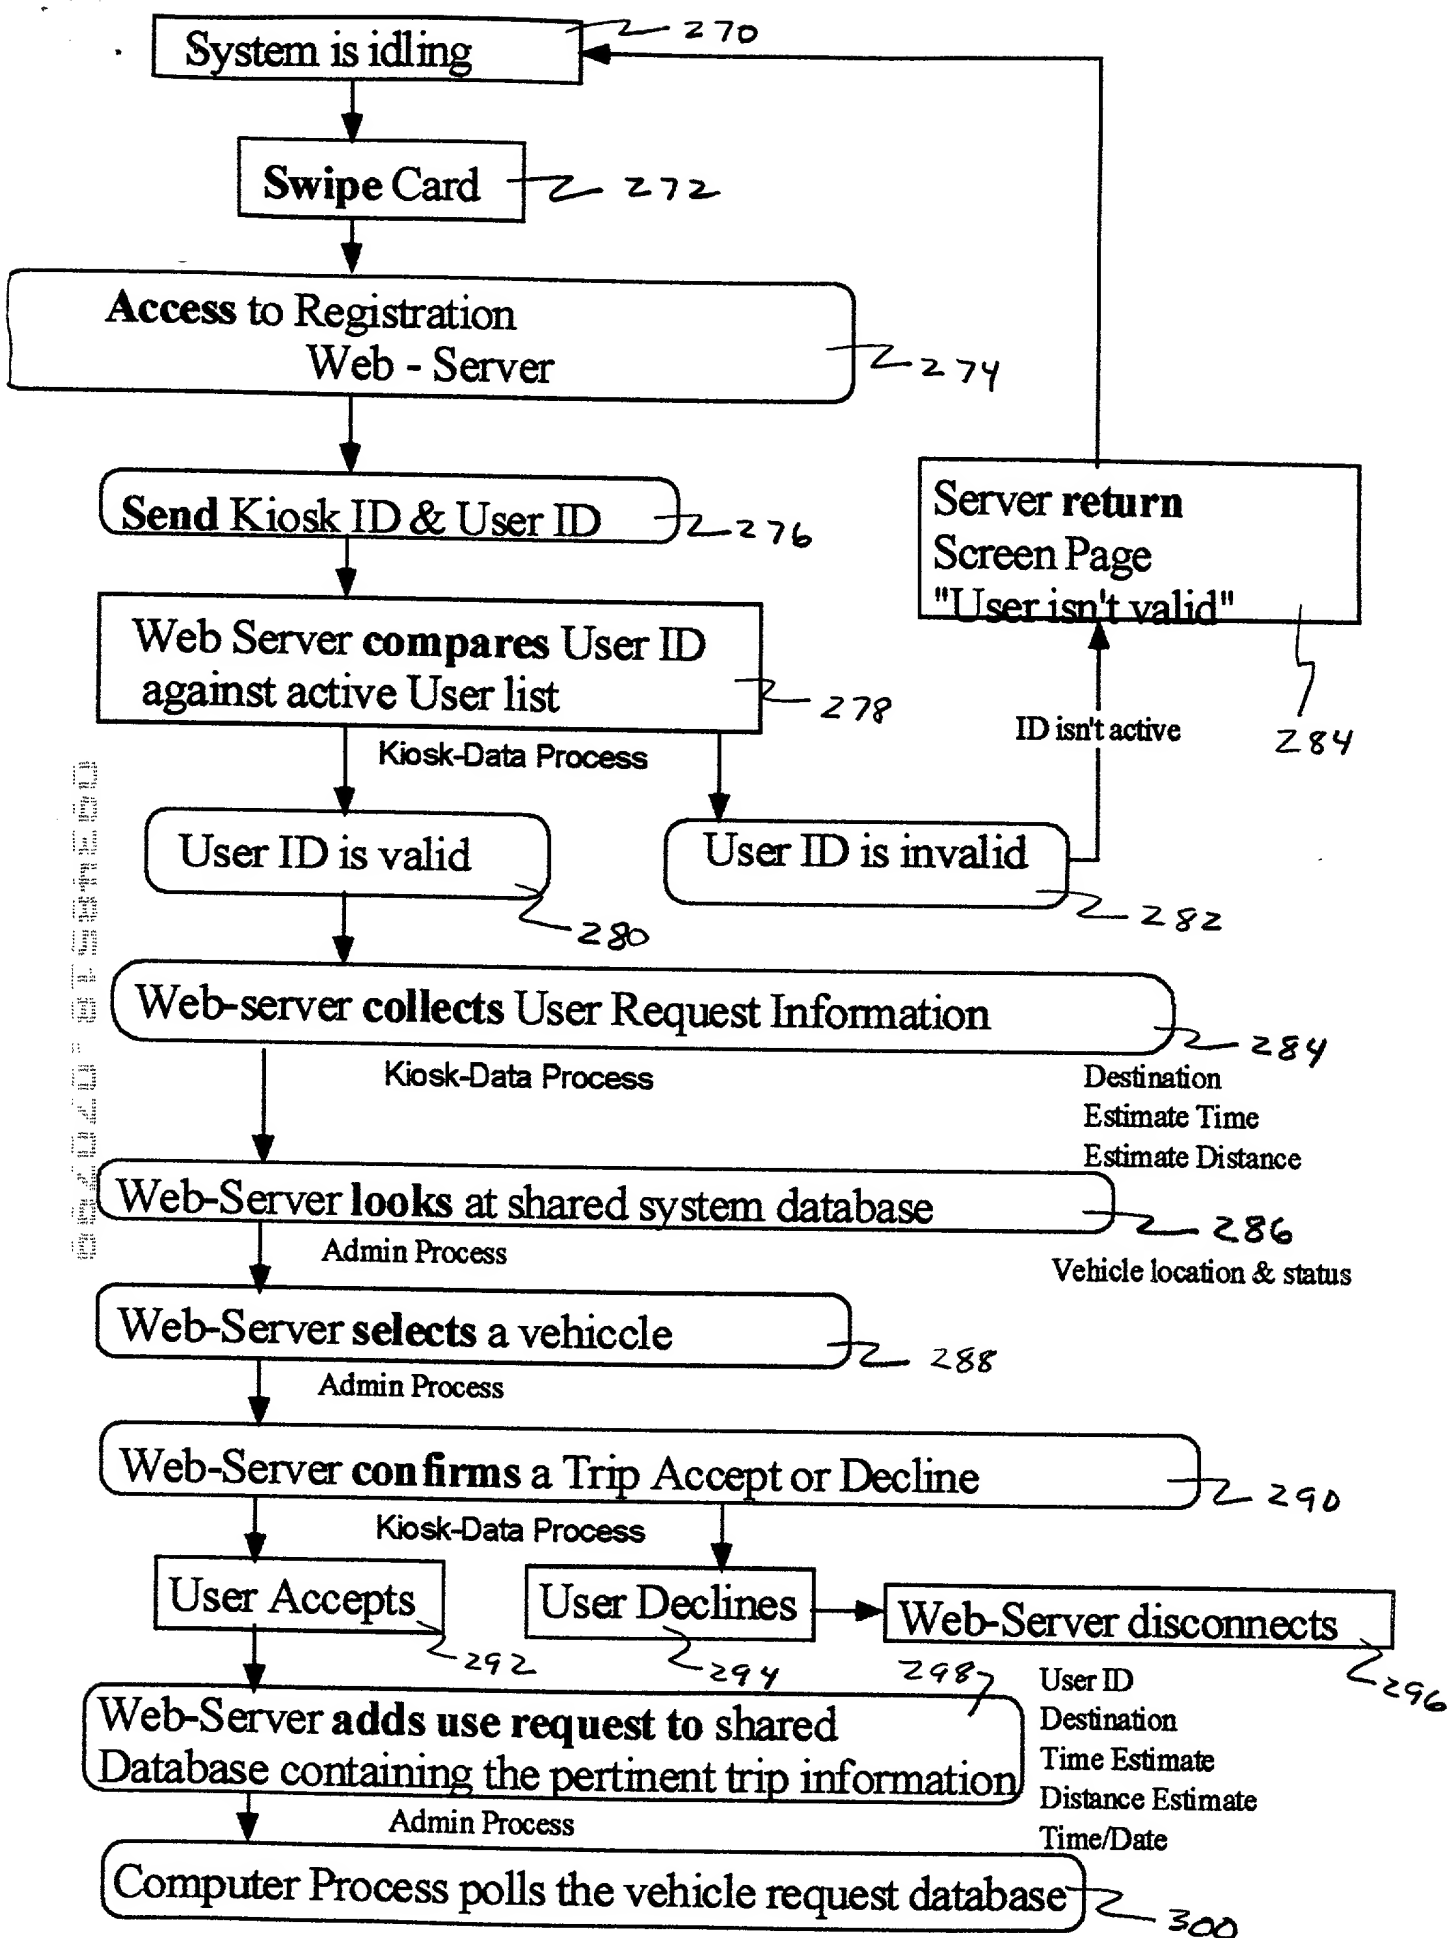 System is idling
270
Swipe Card
272
Access to Registration
Web - Server
274
Send Kiosk ID & User ID
276
Server return
Screen Page
"User isn't valid"
284
Web Server compares User ID
against active User list
278
ID isn't active
Kiosk-Data Process
User ID is valid
280
User ID is invalid
282
Web-server collects User Request Information
284
Kiosk-Data Process
Destination
Estimate Time
Estimate Distance
Web-Server looks at shared system database
286
Admin Process
Vehicle location & status
Web-Server selects a vehiccle
288
Admin Process
Web-Server confirms a Trip Accept or Decline
290
Kiosk-Data Process
User Accepts
292
User Declines
294
Web-Server disconnects
296
298
Web-Server adds use request to shared
Database containing the pertinent trip information
User ID
Destination
Time Estimate
Distance Estimate
Time/Date
Admin Process
Computer Process polls the vehicle request database
300